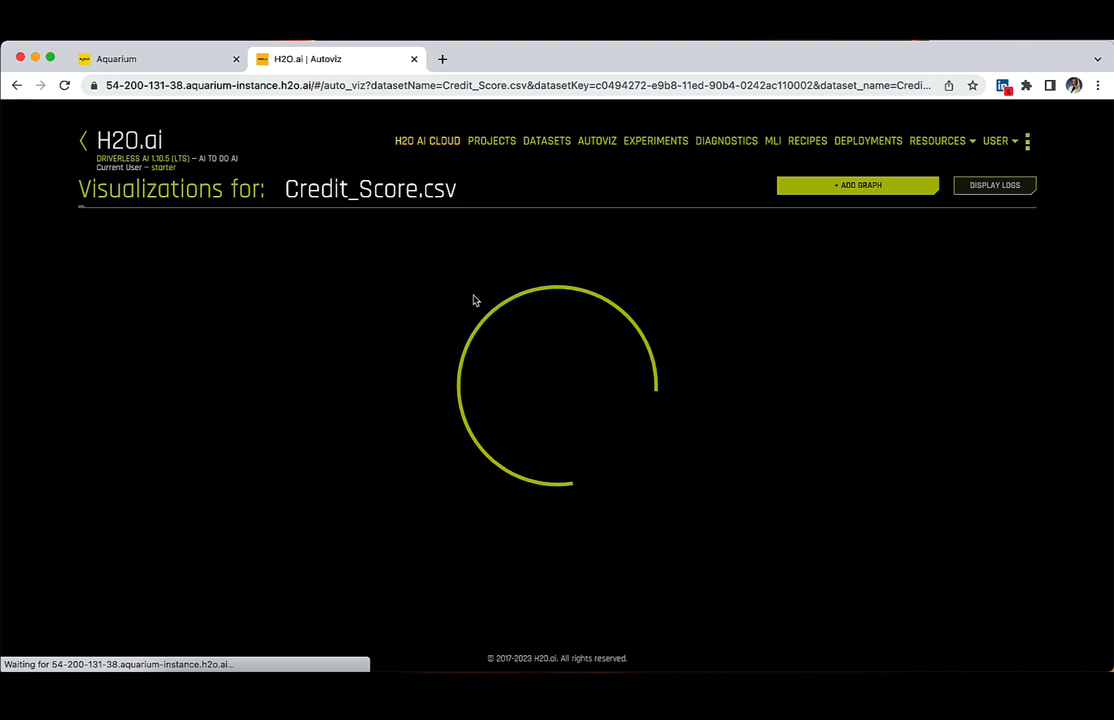 Aquarium
H2O.ai | Autoviz
54-200-131-38.aquarium-instance.h2o.ai/#/auto_viz?datasetName=Credit_Score.csv&datasetKey=c0494272-e9b8-11ed-90b4-0242ac110002&dataset_name=Credi...
H2O.ai
DRIVERLESS AI 1.10.5 (LTS) — AI TO DO AI
Current User — starter
H2O AI CLOUD PROJECTS DATASETS AUTOVIZ EXPERIMENTS DIAGNOSTICS MLI RECIPES DEPLOYMENTS RESOURCES USER
Visualizations for: Credit_Score.csv
+ ADD GRAPH
DISPLAY LOGS
Waiting for 54-200-131-38.aquarium-instance.h2o.ai...
© 2017-2023 H2O.ai. All rights reserved.